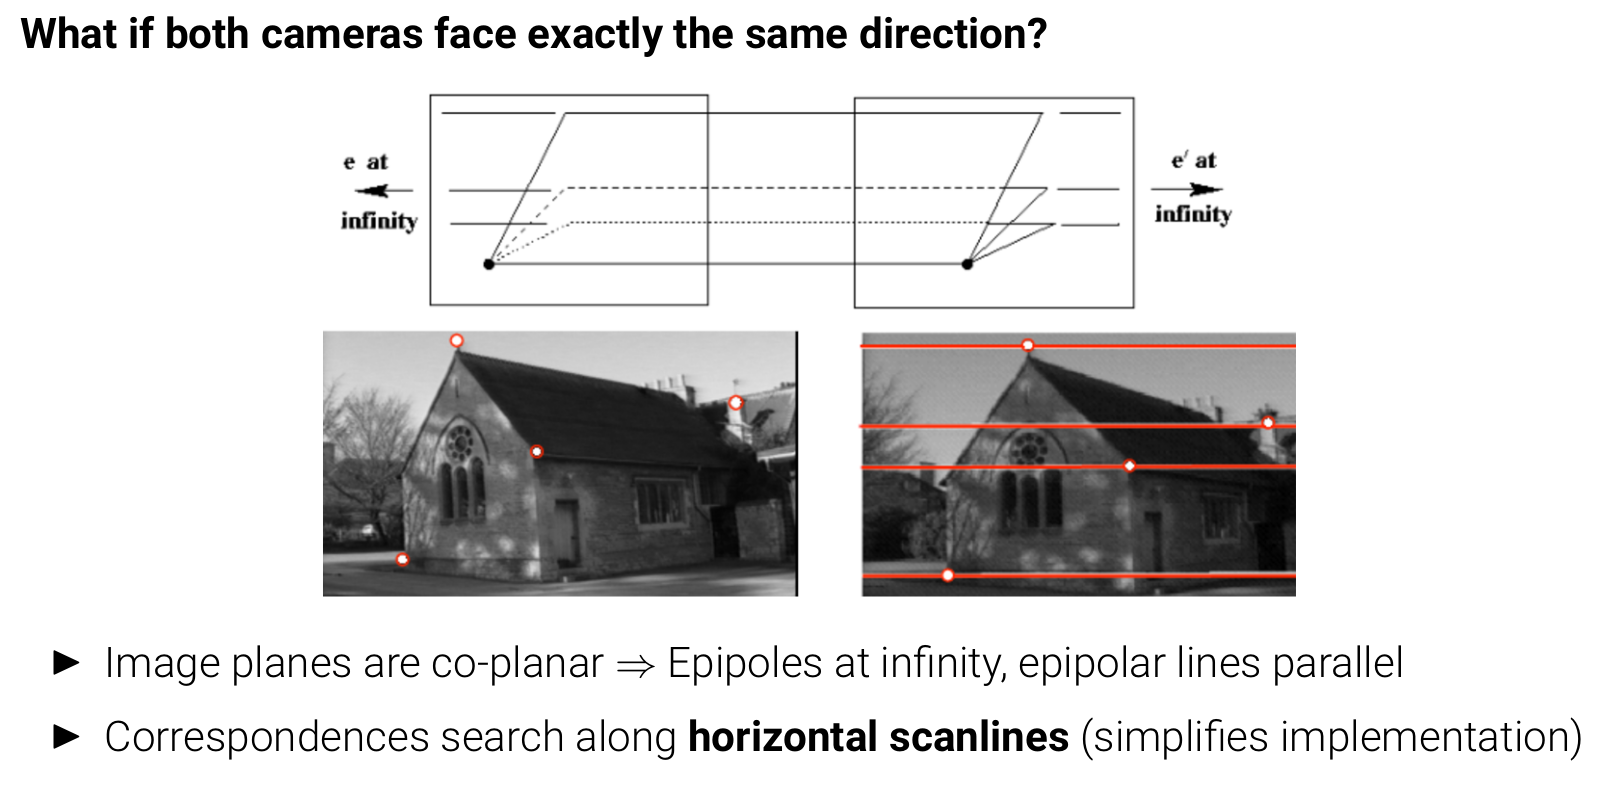 What if both cameras face exactly the same direction?
e at
infinity
e′ at
infinity
► Image planes are co-planar ⇒ Epipoles at infinity, epipolar lines parallel
► Correspondences search along horizontal scanlines (simplifies implementation)